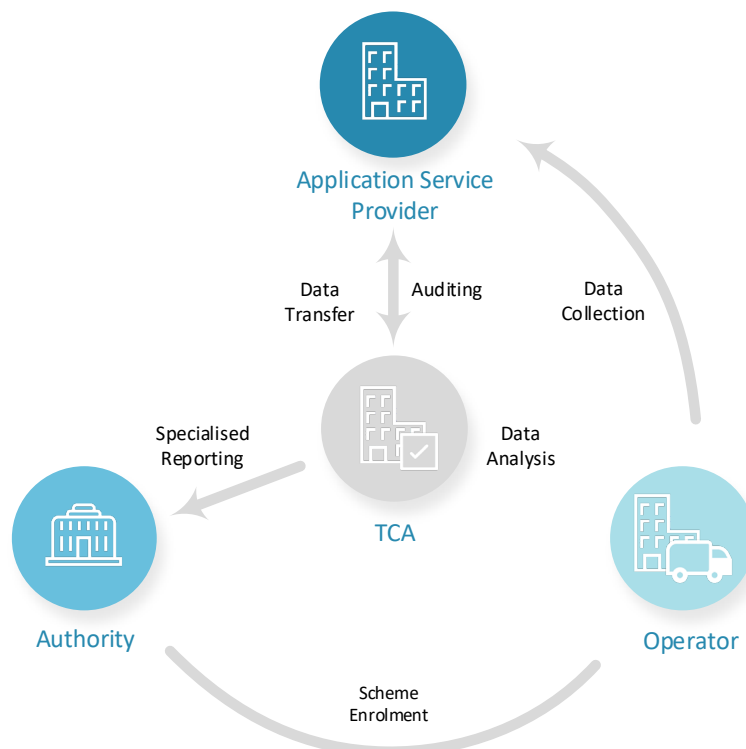 Application Service
Provider
Data
Transfer
Auditing
Data
Collection
Specialised
Reporting
Data
Analysis
TCA
Authority
Operator
Scheme
Enrolment